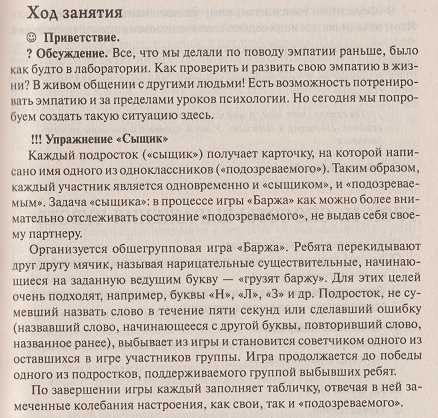 Ход занятия
☺ Приветствие.
? Обсуждение. Все, что мы делали по поводу эмпатии раньше, было
как будто в лаборатории. Как проверить и развить свою эмпатию в жиз-
ни? В живом общении с другими людьми! Есть возможность потрениро-
вать эмпатию и за пределами уроков психологии. Но сегодня мы попро-
буем создать такую ситуацию здесь.
!!! Упражнение «Сыщик»
Каждый подросток («сыщик») получает карточку, на которой напи-
сано имя одного из одноклассников («подозреваемого»). Таким образом,
каждый участник является одновременно и «сыщиком», и «подозревае-
мым». Задача «сыщика»: в процессе игры «Баржа» как можно более вни-
мательно отслеживать состояние «подозреваемого», не выдав себя свое-
му партнеру.
Организуется общегрупповая игра «Баржа». Ребята перекидывают
друг другу мячик, называя нарицательные существительные, начинаю-
щиеся на заданную ведущим букву — «грузят баржу». Для этих целей
очень подходят, например, буквы «Н», «Л», «З» и др. Подросток, не су-
мевший назвать слово в течение пяти секунд или сделавший ошибку
(назвавший слово, начинающееся с другой буквы, повторивший слово,
названное ранее), выбывает из игры и становится советчиком одного из
оставшихся в игре участников группы. Игра продолжается до победы
одного из подростков, поддерживаемого группой выбывших ребят.
По завершении игры каждый заполняет табличку, отвечая в ней за-
меченные колебания настроения, как свои, так и «подозреваемого».